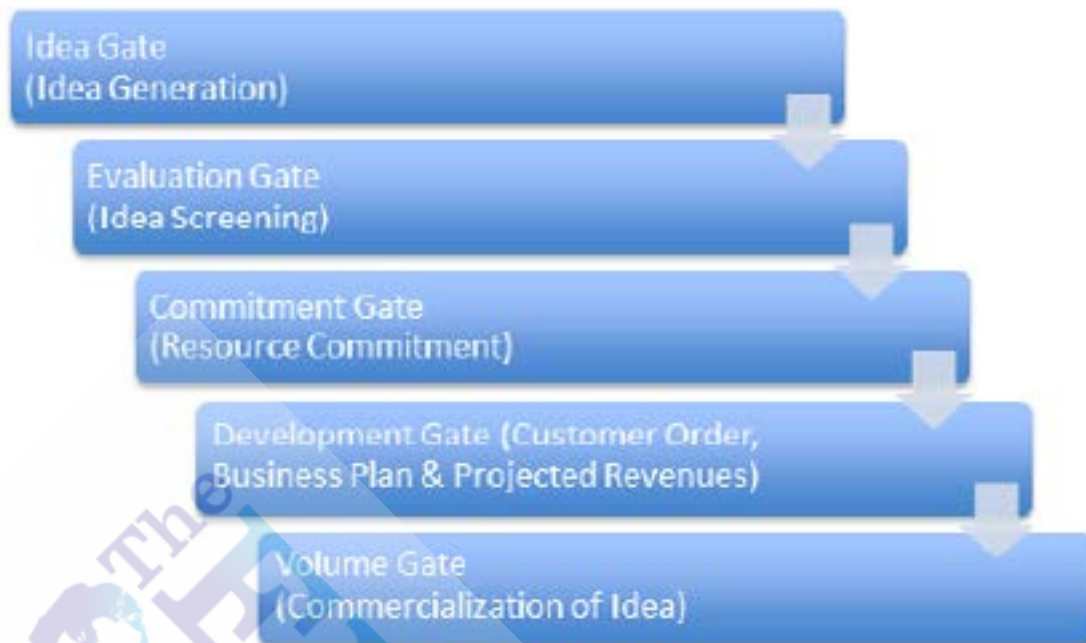 Idea Gate
(Idea Generation)
Evaluation Gate
(Idea Screening)
Commitment Gate
(Resource Commitment)
Development Gate (Customer Order,
Business Plan & Projected Revenues)
Volume Gate
(Commercialization of Idea)
The